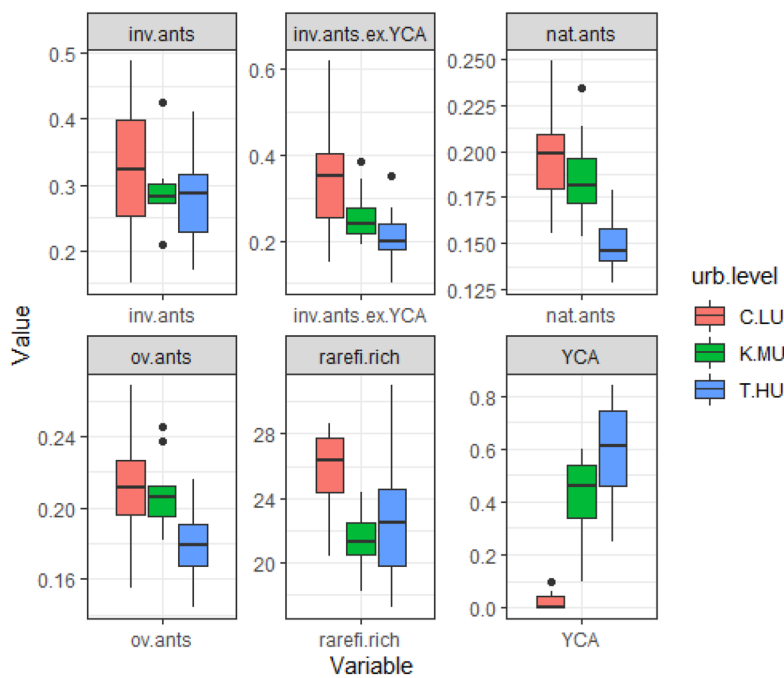 inv.ants
inv.ants.ex.YCA
nat.ants
0.5
0.4
0.3
0.2
0.6
0.4
0.2
0.250
0.225
0.200
0.175
0.150
0.125
inv.ants
inv.ants.ex.YCA
nat.ants
Value
ov.ants
rarefi.rich
YCA
0.24
0.20
0.16
28
24
20
0.8
0.6
0.4
0.2
0.0
ov.ants
rarefi.rich
YCA
Variable
urb.level
C.LU
K.MU
T.HU